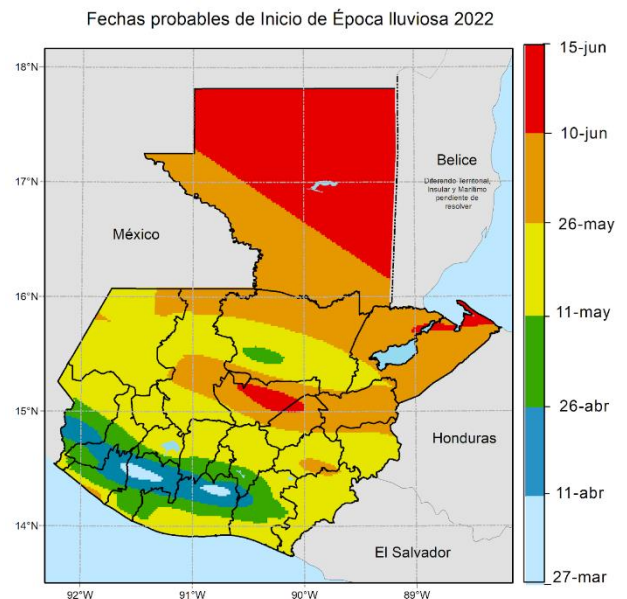 Fechas probables de Inicio de Época lluviosa 2022
18°N
17°N
16°N
15°N
14°N
92°W
91°W
90°W
89°W
México
Belice
Diferendo Territorial,
Insular y Marítimo
pendiente de
resolver
Honduras
El Salvador
15-jun
10-jun
26-may
11-may
26-abr
11-abr
27-mar